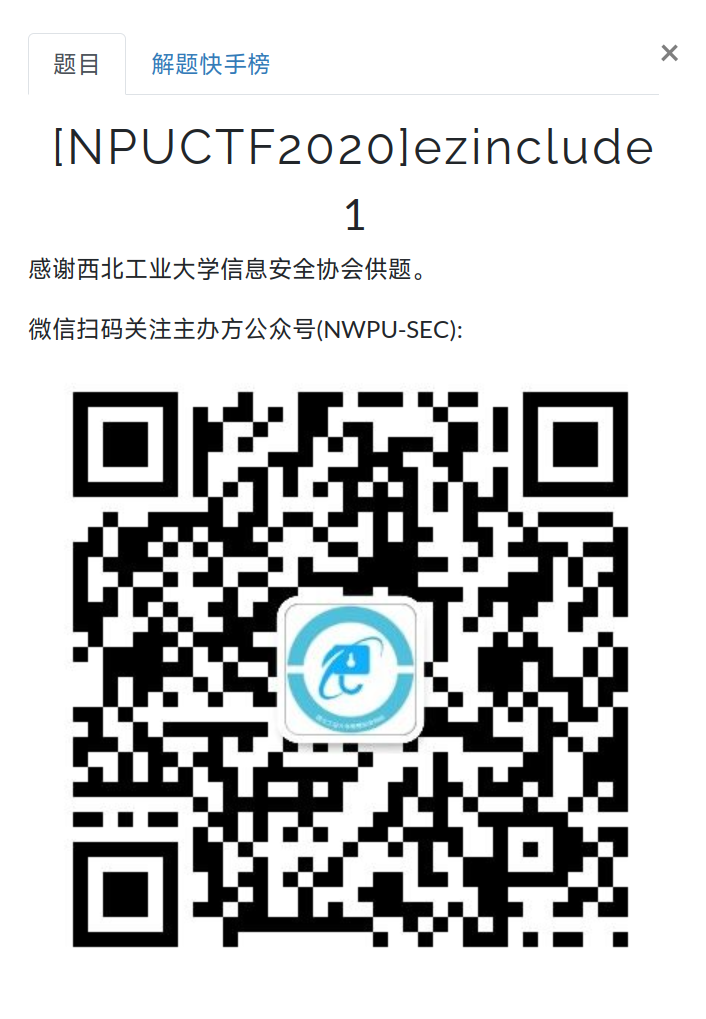 题目
解题快手榜
×
[NPUCTF2020]ezinclude
1
感谢西北工业大学信息安全协会供题。
微信扫码关注主办方公众号(NWPU-SEC):